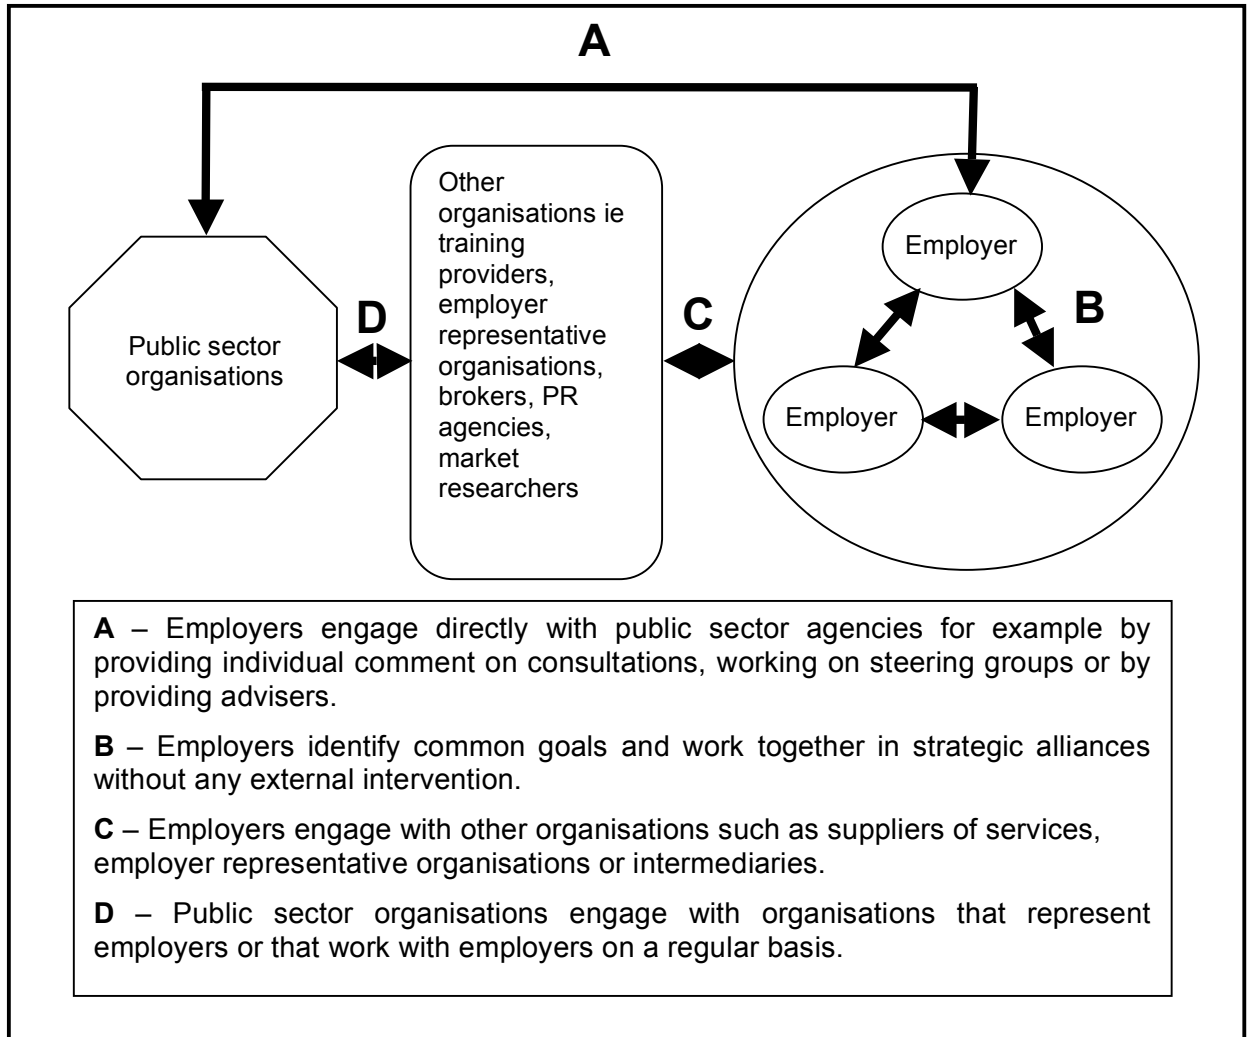 A
Other
organisations ie
training
providers,
employer
representative
organisations,
brokers, PR
agencies,
market
researchers
Employer
D
C
B
Public sector
organisations
Employer
Employer
A – Employers engage directly with public sector agencies for example by
providing individual comment on consultations, working on steering groups or by
providing advisers.
B – Employers identify common goals and work together in strategic alliances
without any external intervention.
C – Employers engage with other organisations such as suppliers of services,
employer representative organisations or intermediaries.
D – Public sector organisations engage with organisations that represent
employers or that work with employers on a regular basis.